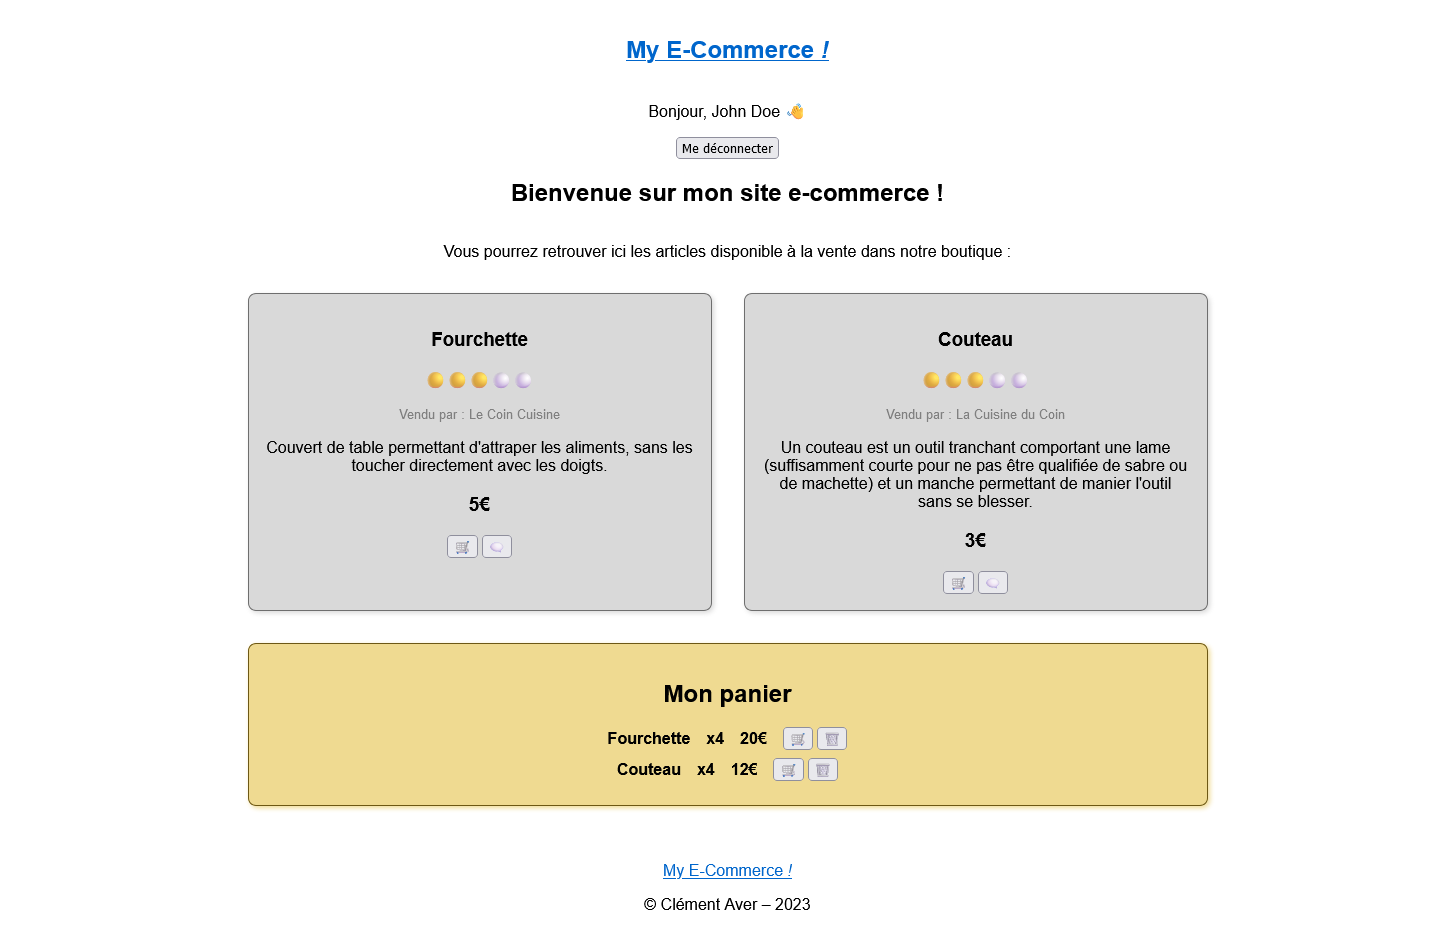 My E-Commerce !
Bonjour, John Doe 👋
Me déconnecter
Bienvenue sur mon site e-commerce !
Vous pourrez retrouver ici les articles disponible à la vente dans notre boutique :
Fourchette
Vendu par : Le Coin Cuisine
Couvert de table permettant d'attraper les aliments, sans les
toucher directement avec les doigts.
5€
Couteau
Vendu par : La Cuisine du Coin
Un couteau est un outil tranchant comportant une lame
(suffisamment courte pour ne pas être qualifiée de sabre ou
de machette) et un manche permettant de manier l'outil
sans se blesser.
3€
Mon panier
Fourchette x4 20€
Couteau x4 12€
My E-Commerce !
© Clément Aver – 2023